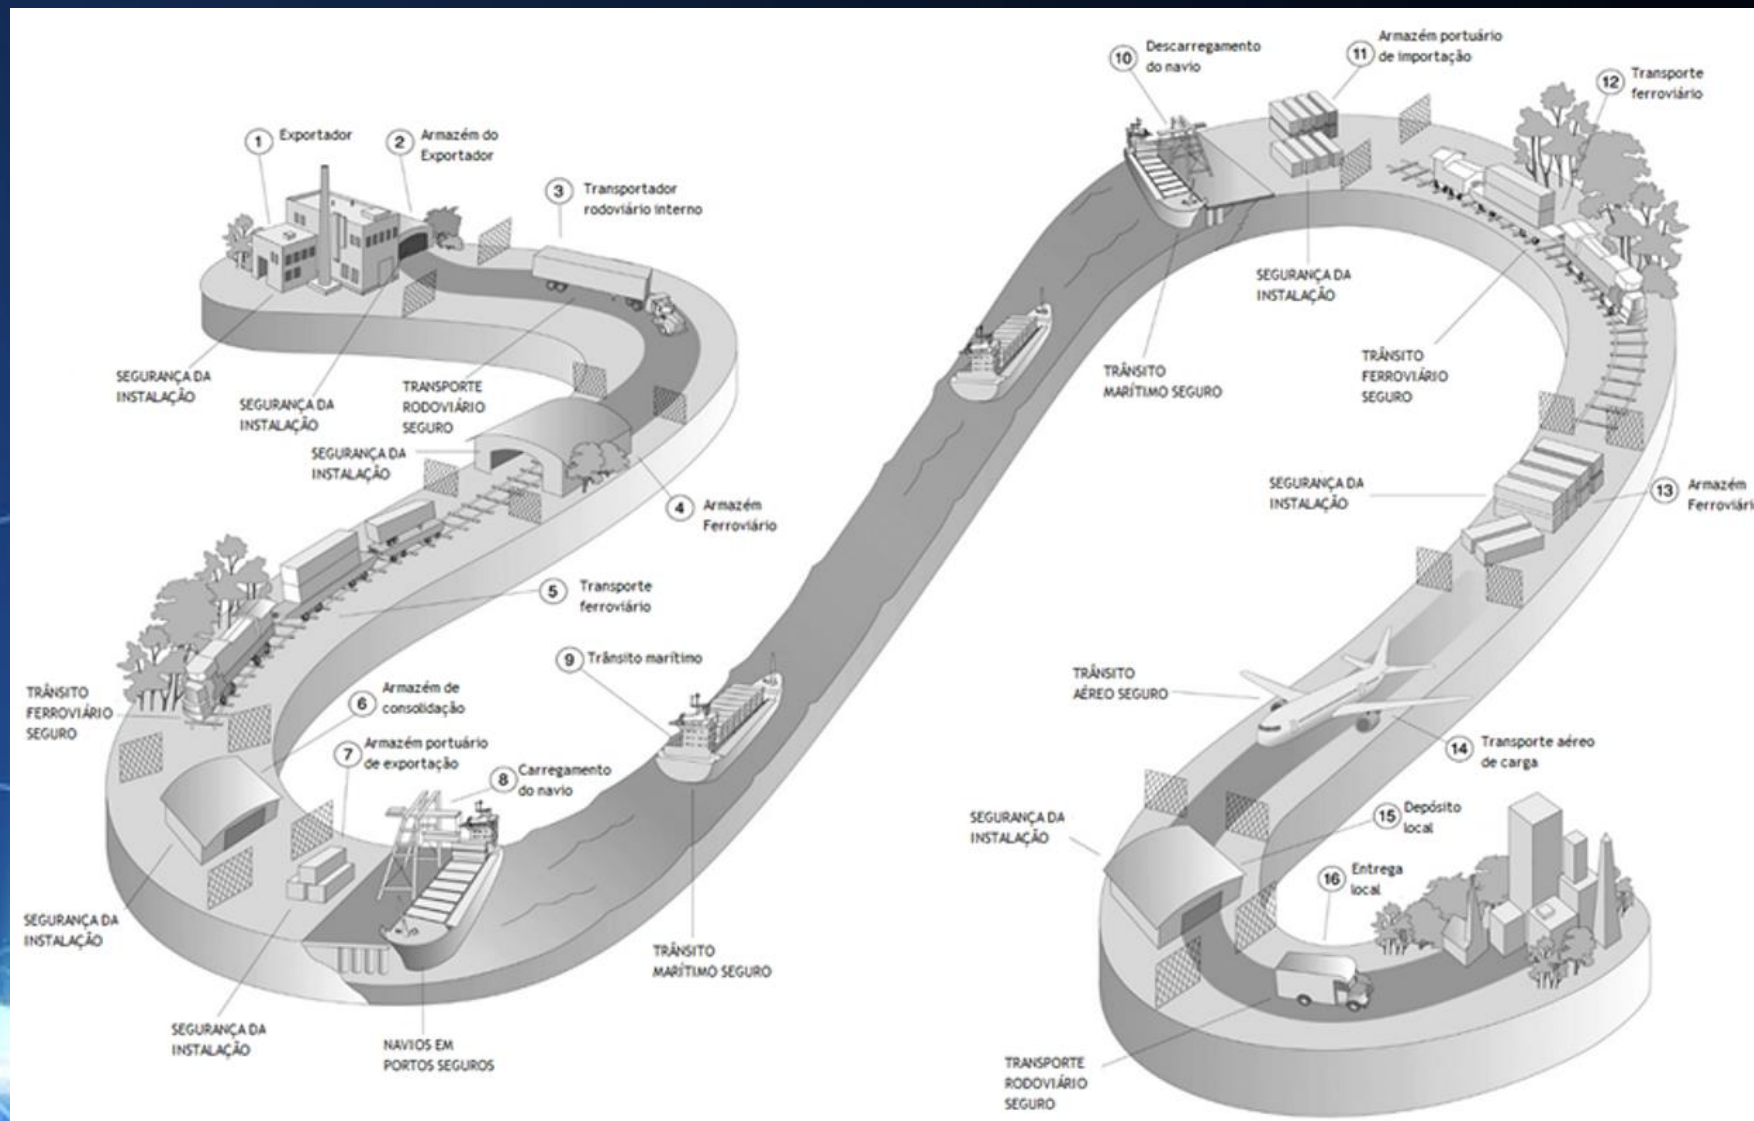 1
Exportador
2
Armazém do
Exportador
3
Transportador
rodoviário interno
SEGURANÇA DA
INSTALAÇÃO
SEGURANÇA DA
INSTALAÇÃO
TRANSPORTE
RODOVIÁRIO
SEGURO
SEGURANÇA DA
INSTALAÇÃO
4
Armazém
Ferroviário
5
Transporte
ferroviário
TRÂNSITO
FERROVIÁRIO
SEGURO
6
Armazém de
consolidação
7
Armazém portuário
de exportação
8
Carregamento
do navio
SEGURANÇA DA
INSTALAÇÃO
SEGURANÇA DA
INSTALAÇÃO
NAVIOS EM
PORTOS SEGUROS
9
Trânsito marítimo
TRÂNSITO
MARÍTIMO SEGURO
10
Descarregamento
do navio
11
Armazém portuário
de importação
12
Transporte
ferroviário
SEGURANÇA DA
INSTALAÇÃO
TRÂNSITO
MARÍTIMO SEGURO
TRÂNSITO
FERROVIÁRIO
SEGURO
SEGURANÇA DA
INSTALAÇÃO
13
Armazém
Ferroviário
TRÂNSITO
AÉREO SEGURO
14
Transporte aéreo
de carga
SEGURANÇA DA
INSTALAÇÃO
15
Depósito
local
16
Entrega
local
TRANSPORTE
RODOVIÁRIO
SEGURO